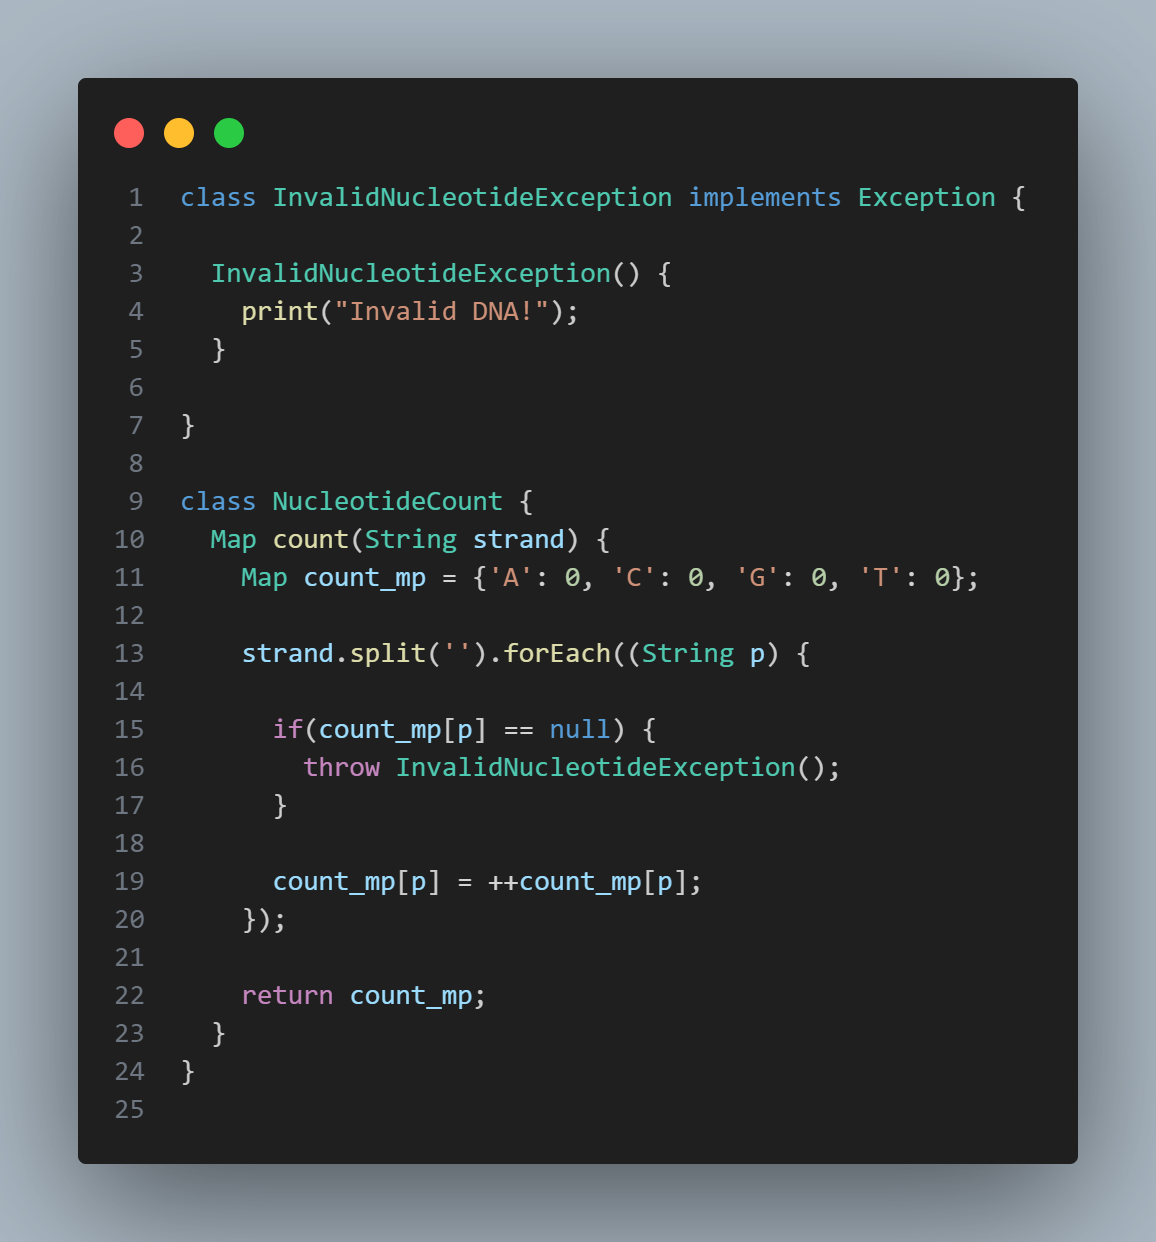 1 class InvalidNucleotideException implements Exception {
2
3   InvalidNucleotideException() {
4     print("Invalid DNA!");
5   }
6
7 }
8
9 class NucleotideCount {
10   Map count(String strand) {
11     Map count_mp = {'A': 0, 'C': 0, 'G': 0, 'T': 0};
12
13     strand.split('').forEach((String p) {
14
15       if(count_mp[p] == null) {
16         throw InvalidNucleotideException();
17       }
18
19       count_mp[p] = ++count_mp[p];
20     });
21
22     return count_mp;
23   }
24 }
25